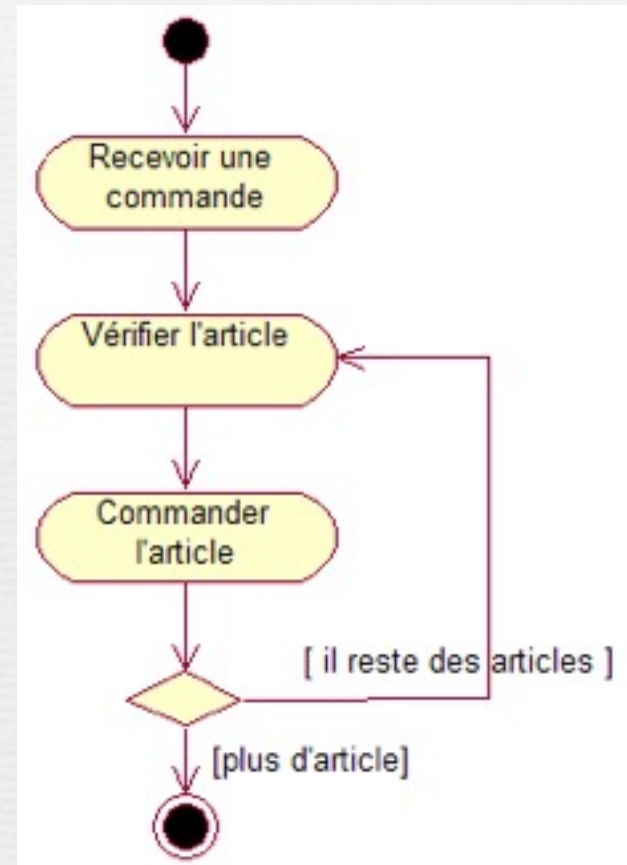 Recevoir une
commande
Vérifier l'article
Commander
l'article
[ il reste des articles ]
[plus d'article]